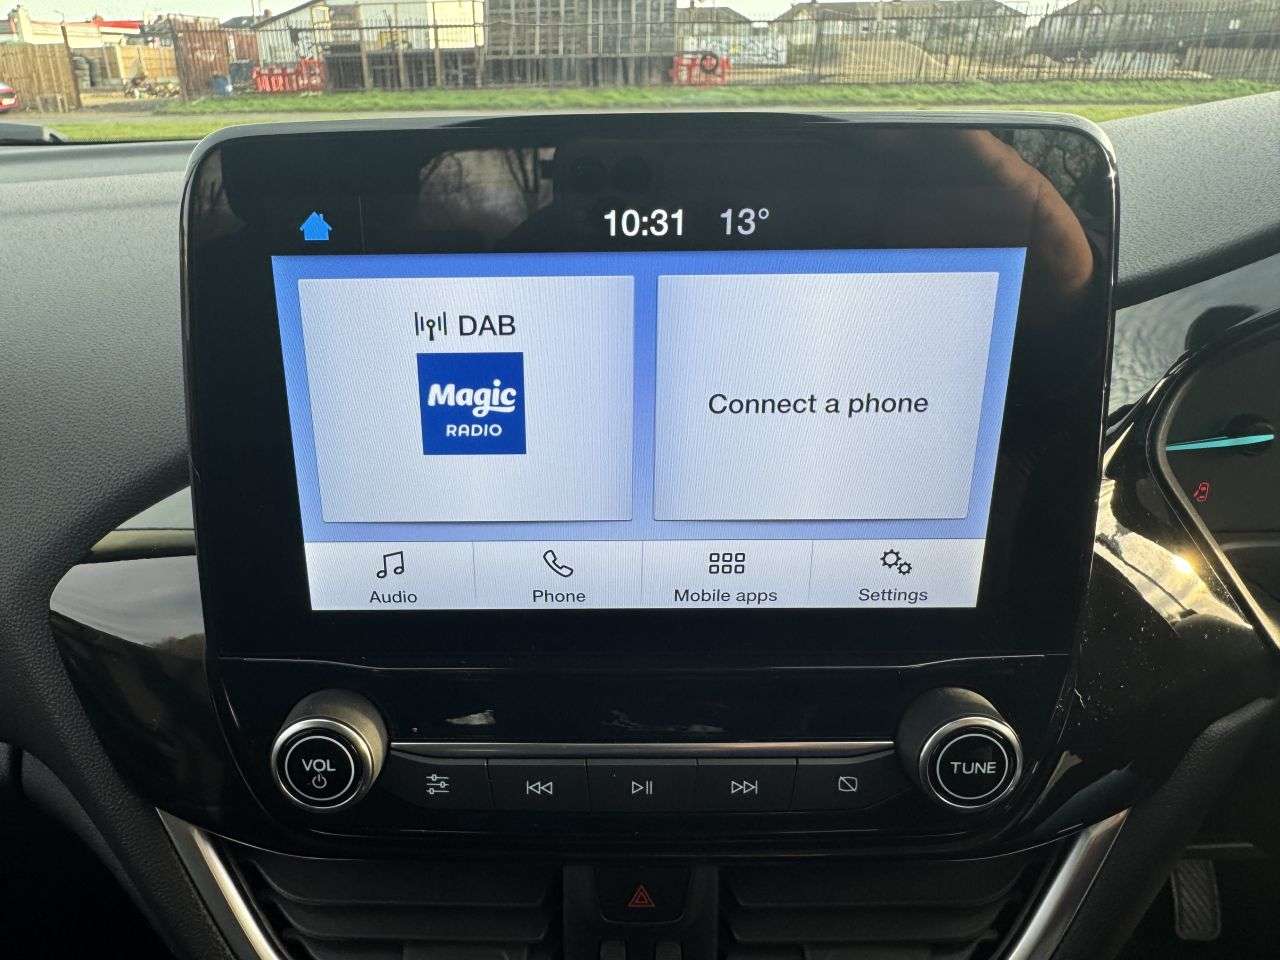 10:31 13°
DAB
Magic
RADIO
Connect a phone
Audio Phone Mobile apps Settings
VOL
TUNE